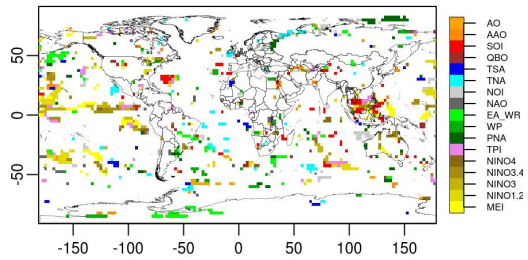 AO
AAO
SOI
QBO
TSA
TNA
NOI
NAO
EA_WR
WP
PNA
TPI
NINO4
NINO3.4
NINO3
NINO1.2
MEI
50
0
-50
-150 -100 -50 0 50 100 150